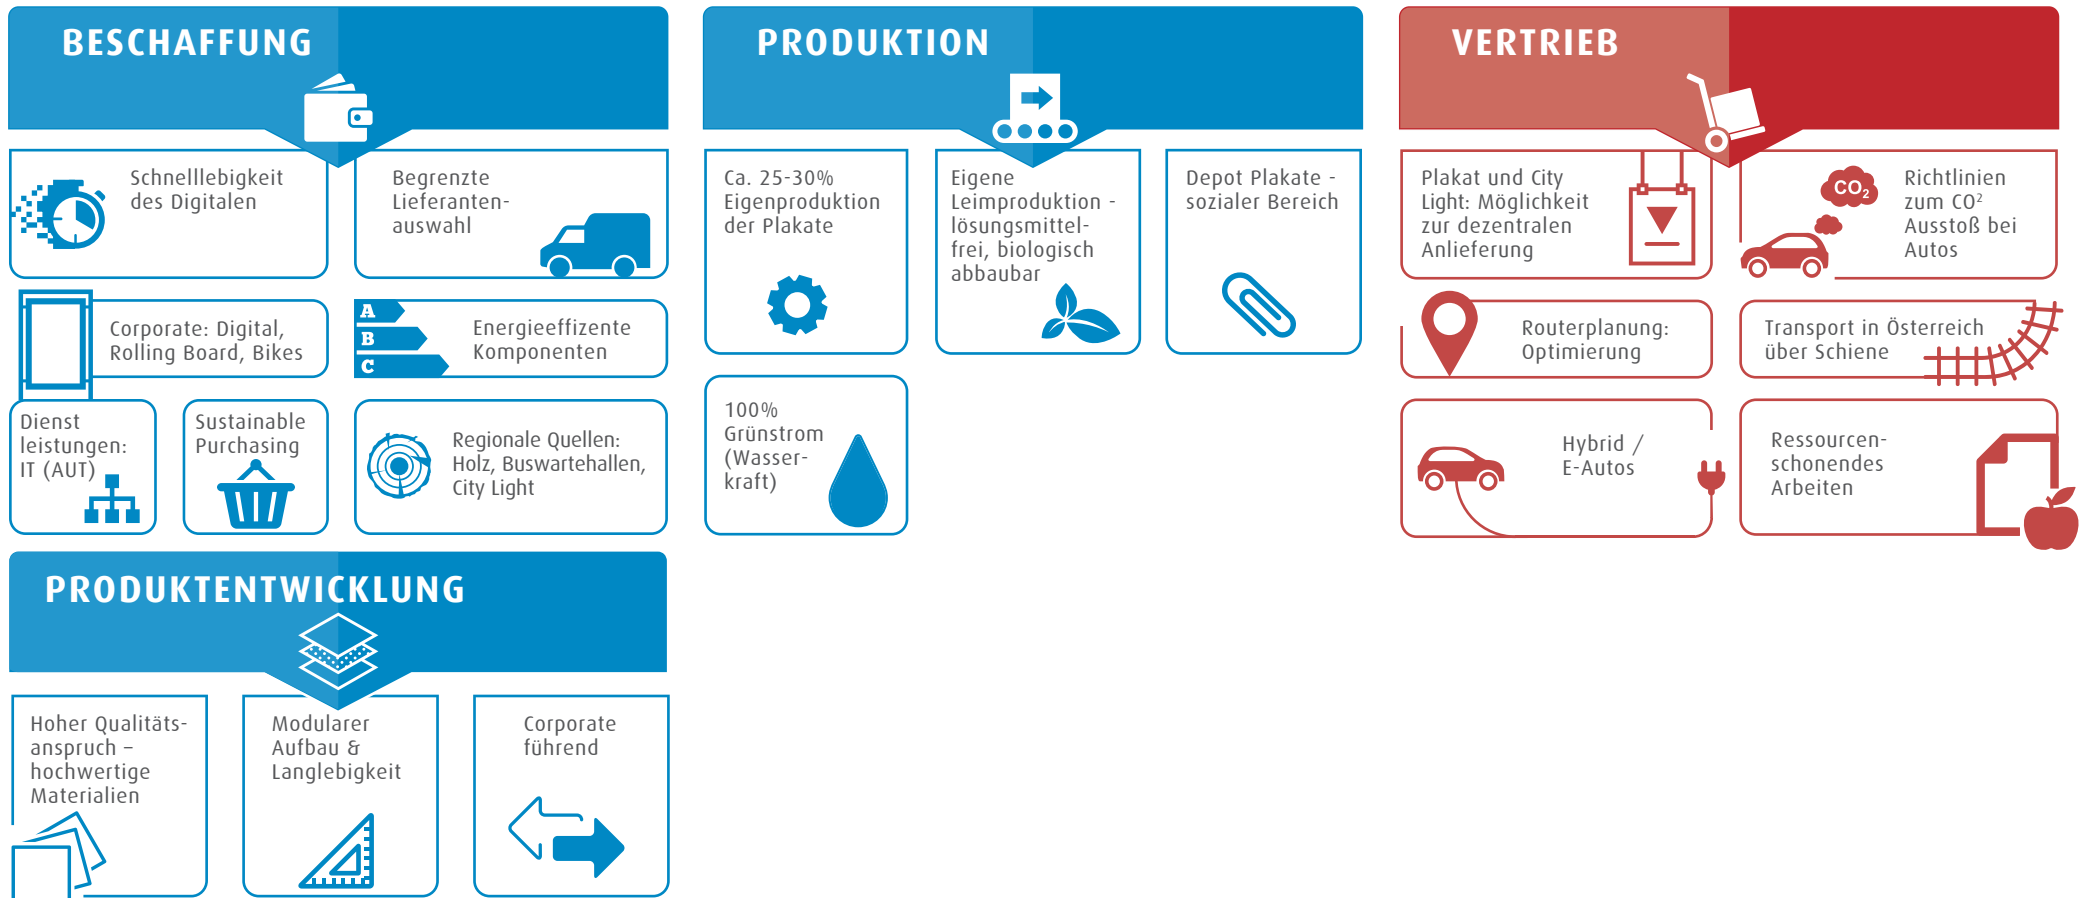 BESCHAFFUNG
Schnelllebigkeit
des Digitalen
Begrenzte
Lieferanten-
auswahl
Corporate: Digital,
Rolling Board, Bikes
A
B
C
Energieeffizente
Komponenten
Dienst
leistungen:
IT (AUT)
Sustainable
Purchasing
Regionale Quellen:
Holz, Buswartehallen,
City Light
PRODUKTENTWICKLUNG
Hoher Qualitäts-
anspruch –
hochwertige
Materialien
Modularer
Aufbau &
Langlebigkeit
Corporate
führend
PRODUKTION
Ca. 25-30%
Eigenproduktion
der Plakate
Eigene
Leimproduktion -
lösungsmittel-
frei, biologisch
abbaubar
Depot Plakate -
sozialer Bereich
100%
Grünstrom
(Wasser-
kraft)
VERTRIEB
Plakat und City
Light: Möglichkeit
zur dezentralen
Anlieferung
CO₂
Richtlinien
zum CO²
Ausstoß bei
Autos
Routerplanung:
Optimierung
Transport in Österreich
über Schiene
Hybrid /
E-Autos
Ressourcen-
schonendes
Arbeiten